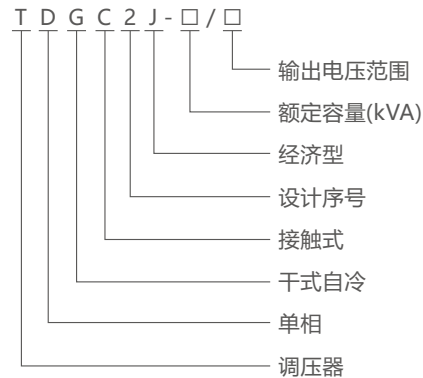 TDGC2J-□/□
输出电压范围
额定容量(kVA)
经济型
设计序号
接触式
干式自冷
单相
调压器